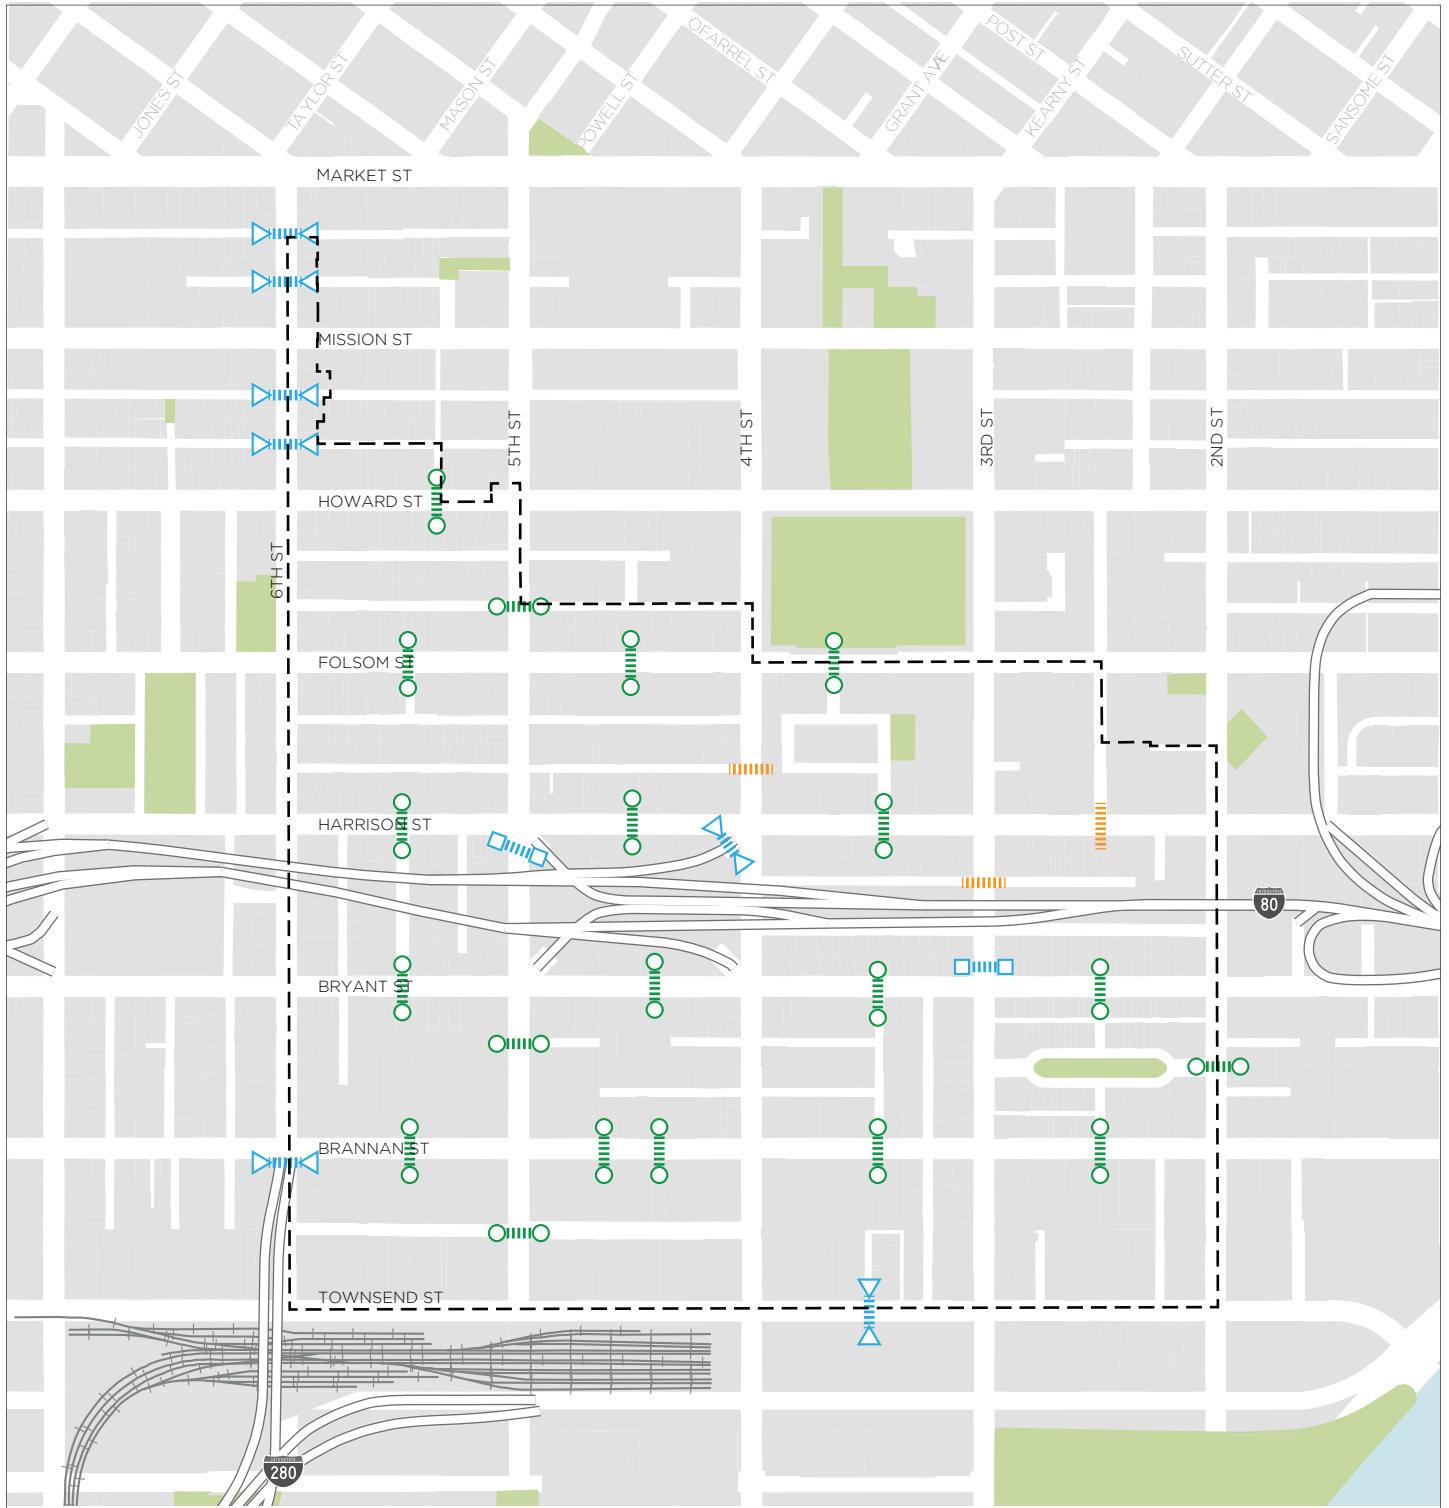 JONES ST
TAYLOR ST
MASON ST
POWELL ST
OFARREL ST
GRANT AVE
POST ST
KEARNY ST
SUTTER ST
SANSOME ST
MARKET ST
MISSION ST
5TH ST
4TH ST
3RD ST
2ND ST
HOWARD ST
6TH ST
FOLSOM ST
HARRISON ST
INTERSTATE
80
BRYANT ST
BRANNAN ST
TOWNSEND ST
INTERSTATE
280